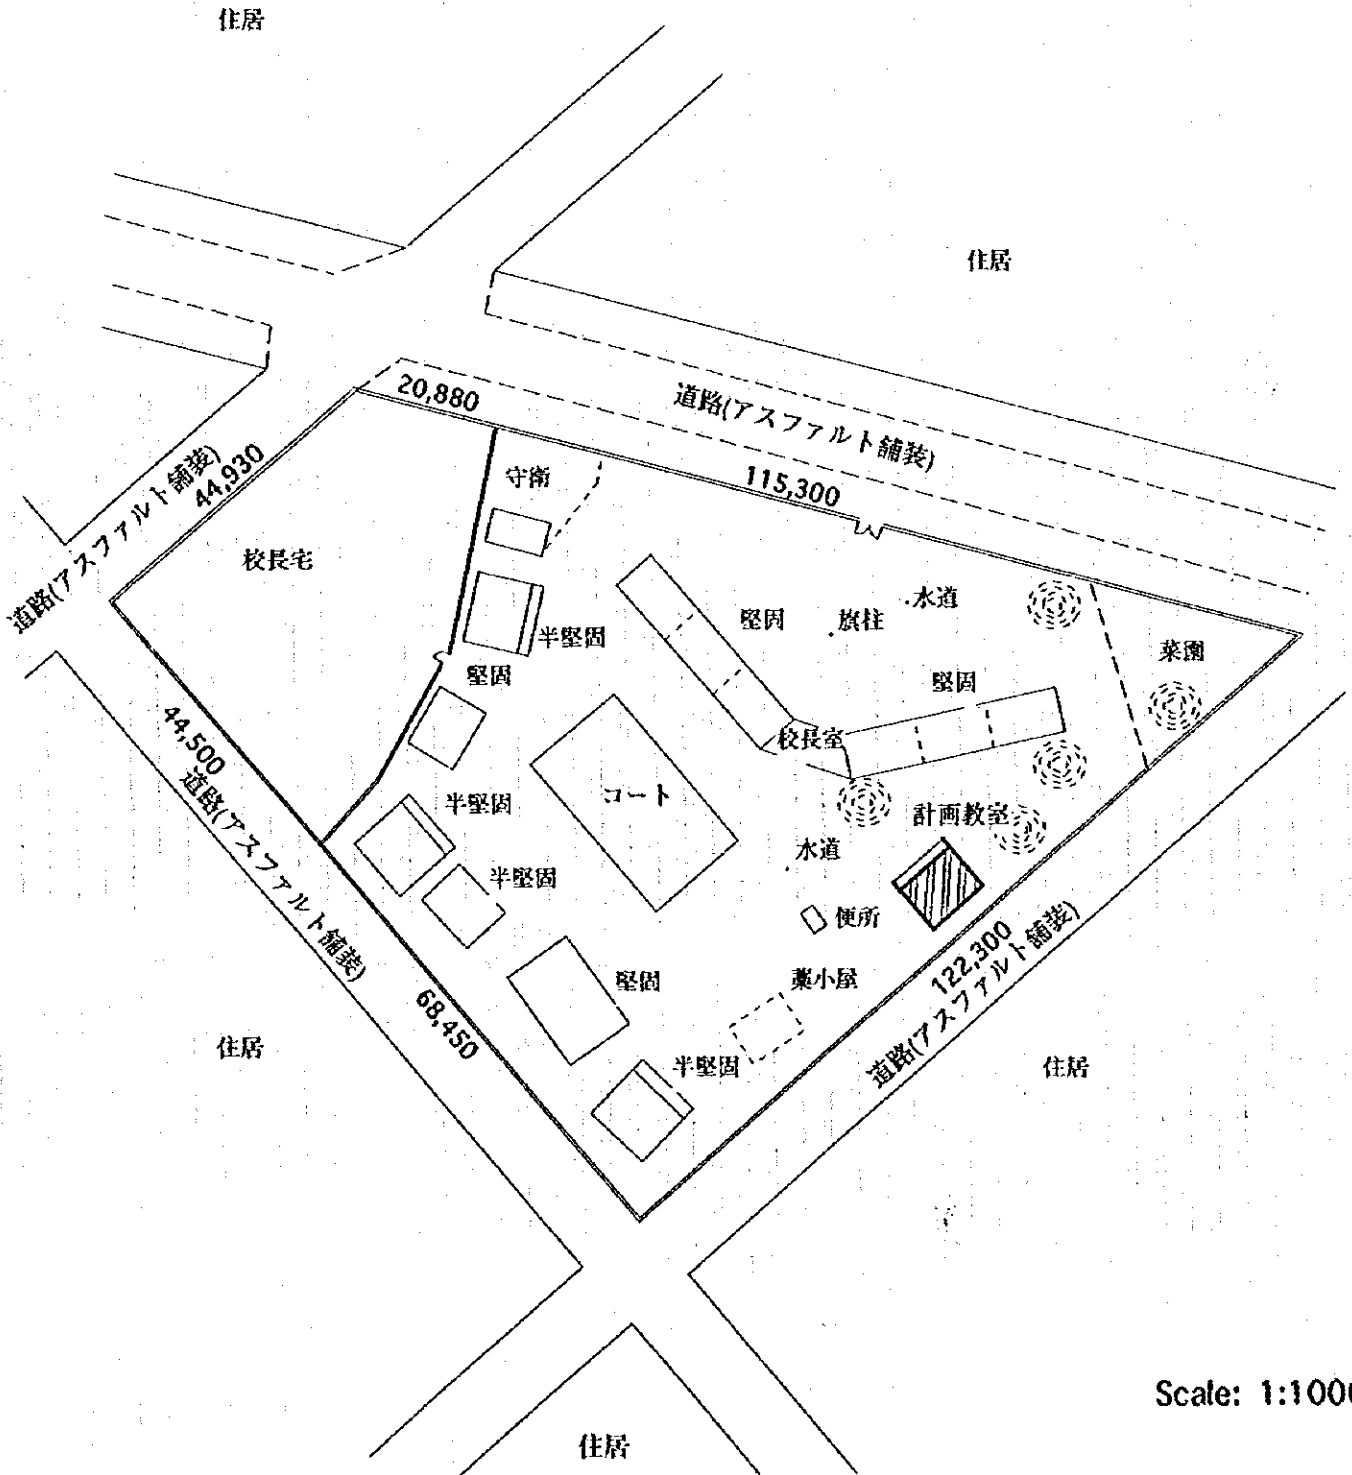 住居
住居
20,880
道路(アスファルト舗装)
115,300
道路(アスファルト舗装)
44,930
守衛
校長宅
半堅固
堅固
堅固
旗柱
水道
菜園
堅固
校長室
44,500
道路(アスファルト舗装)
半堅固
コート
計画教室
水道
半堅固
便所
堅固
藁小屋
122,300
道路(アスファルト舗装)
68,450
住居
半堅固
住居
Scale: 1:100
住居